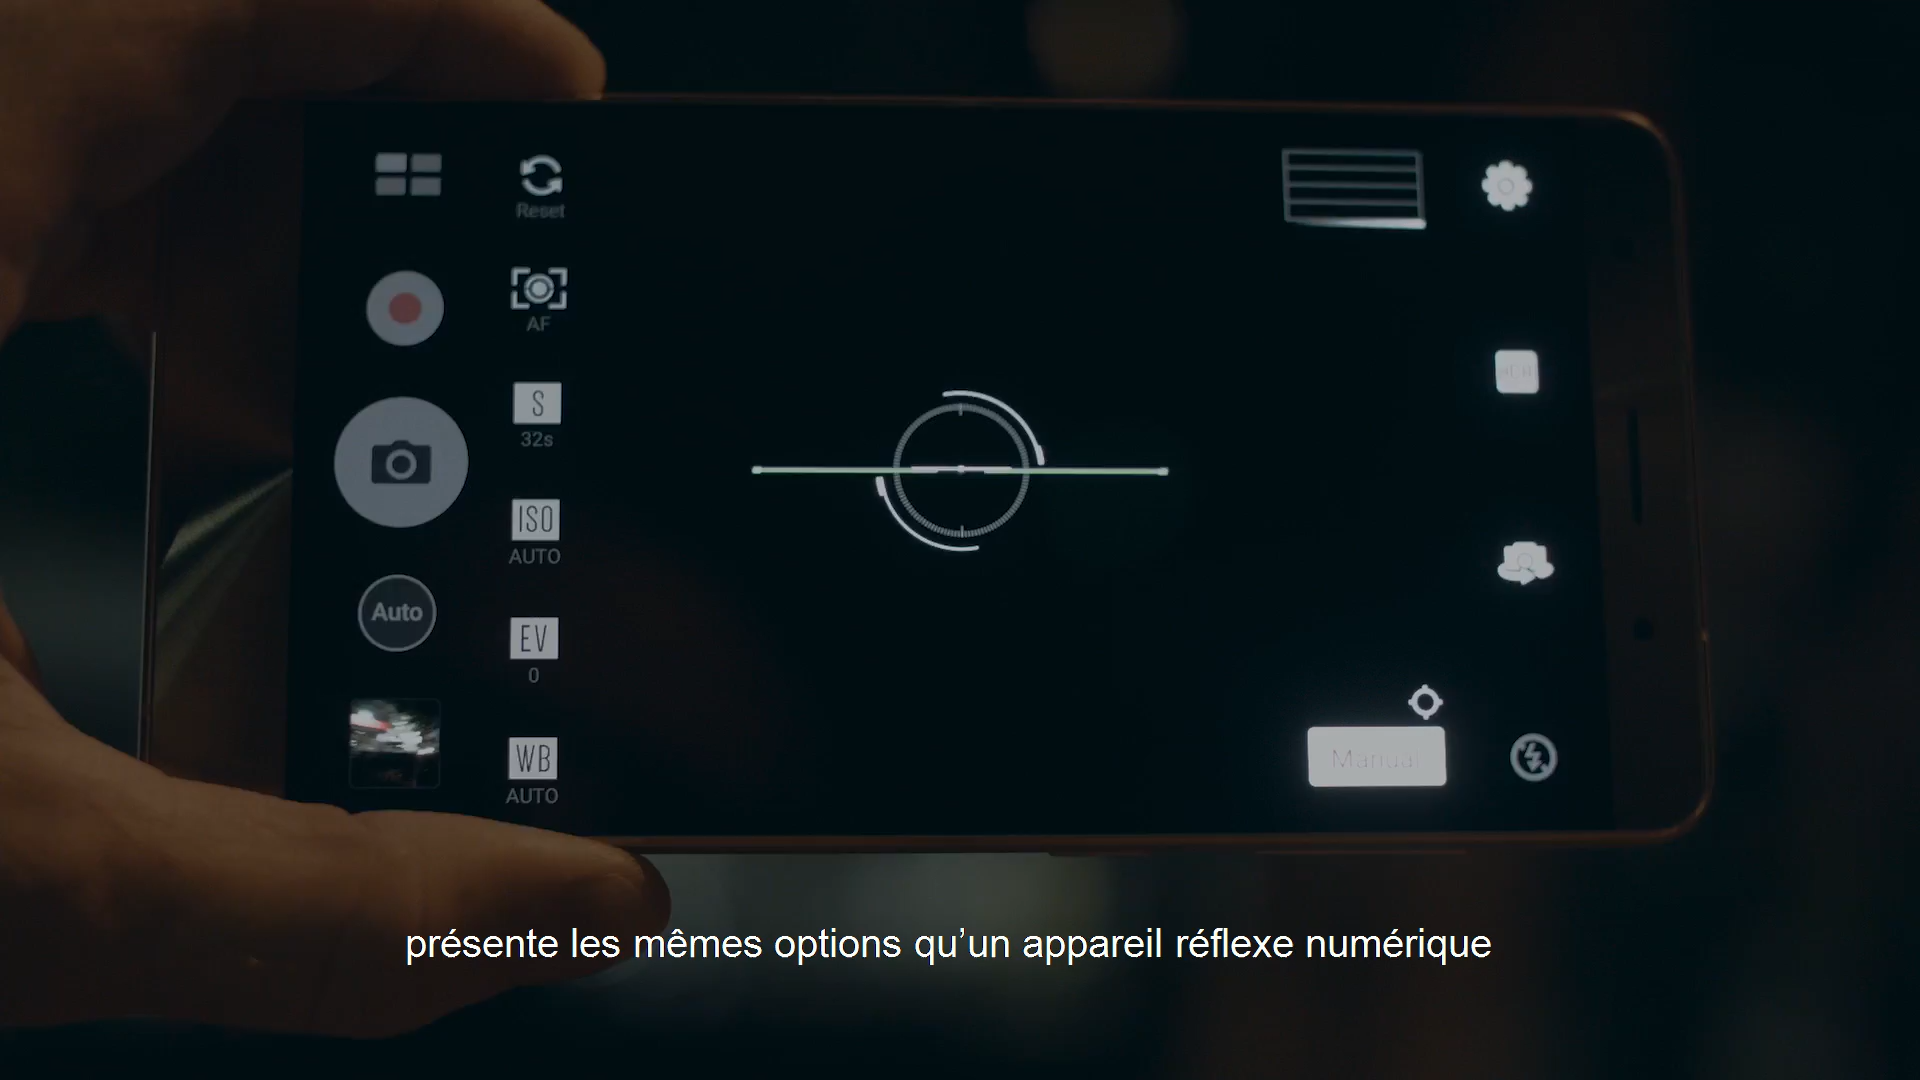 Reset
AF
S
32s
ISO
AUTO
Auto
EV
0
WB
AUTO
Manual
présente les mêmes options qu’un appareil réflexe numérique